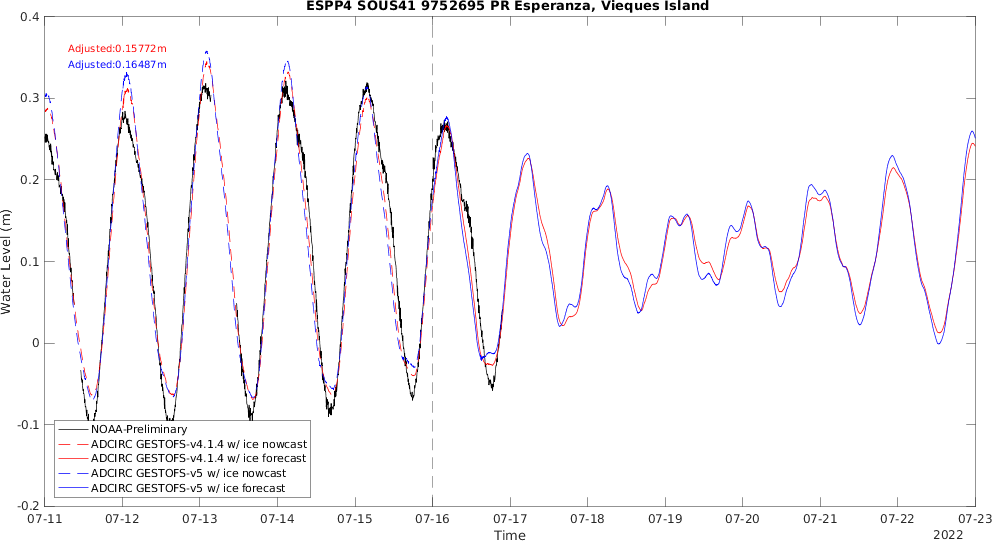 ESPP4 SOUS41 9752695 PR Esperanza, Vieques Island
0.4
0.3
0.2
0.1
0
-0.1
-0.2
Water Level (m)
Adjusted:0.15772m
Adjusted:0.16487m
NOAA-Preliminary
ADCIRC GESTOFS-v4.1.4 w/ ice nowcast
ADCIRC GESTOFS-v4.1.4 w/ ice forecast
ADCIRC GESTOFS-v5 w/ ice nowcast
ADCIRC GESTOFS-v5 w/ ice forecast
07-11 07-12 07-13 07-14 07-15 07-16 07-17 07-18 07-19 07-20 07-21 07-22 07-23
Time
2022